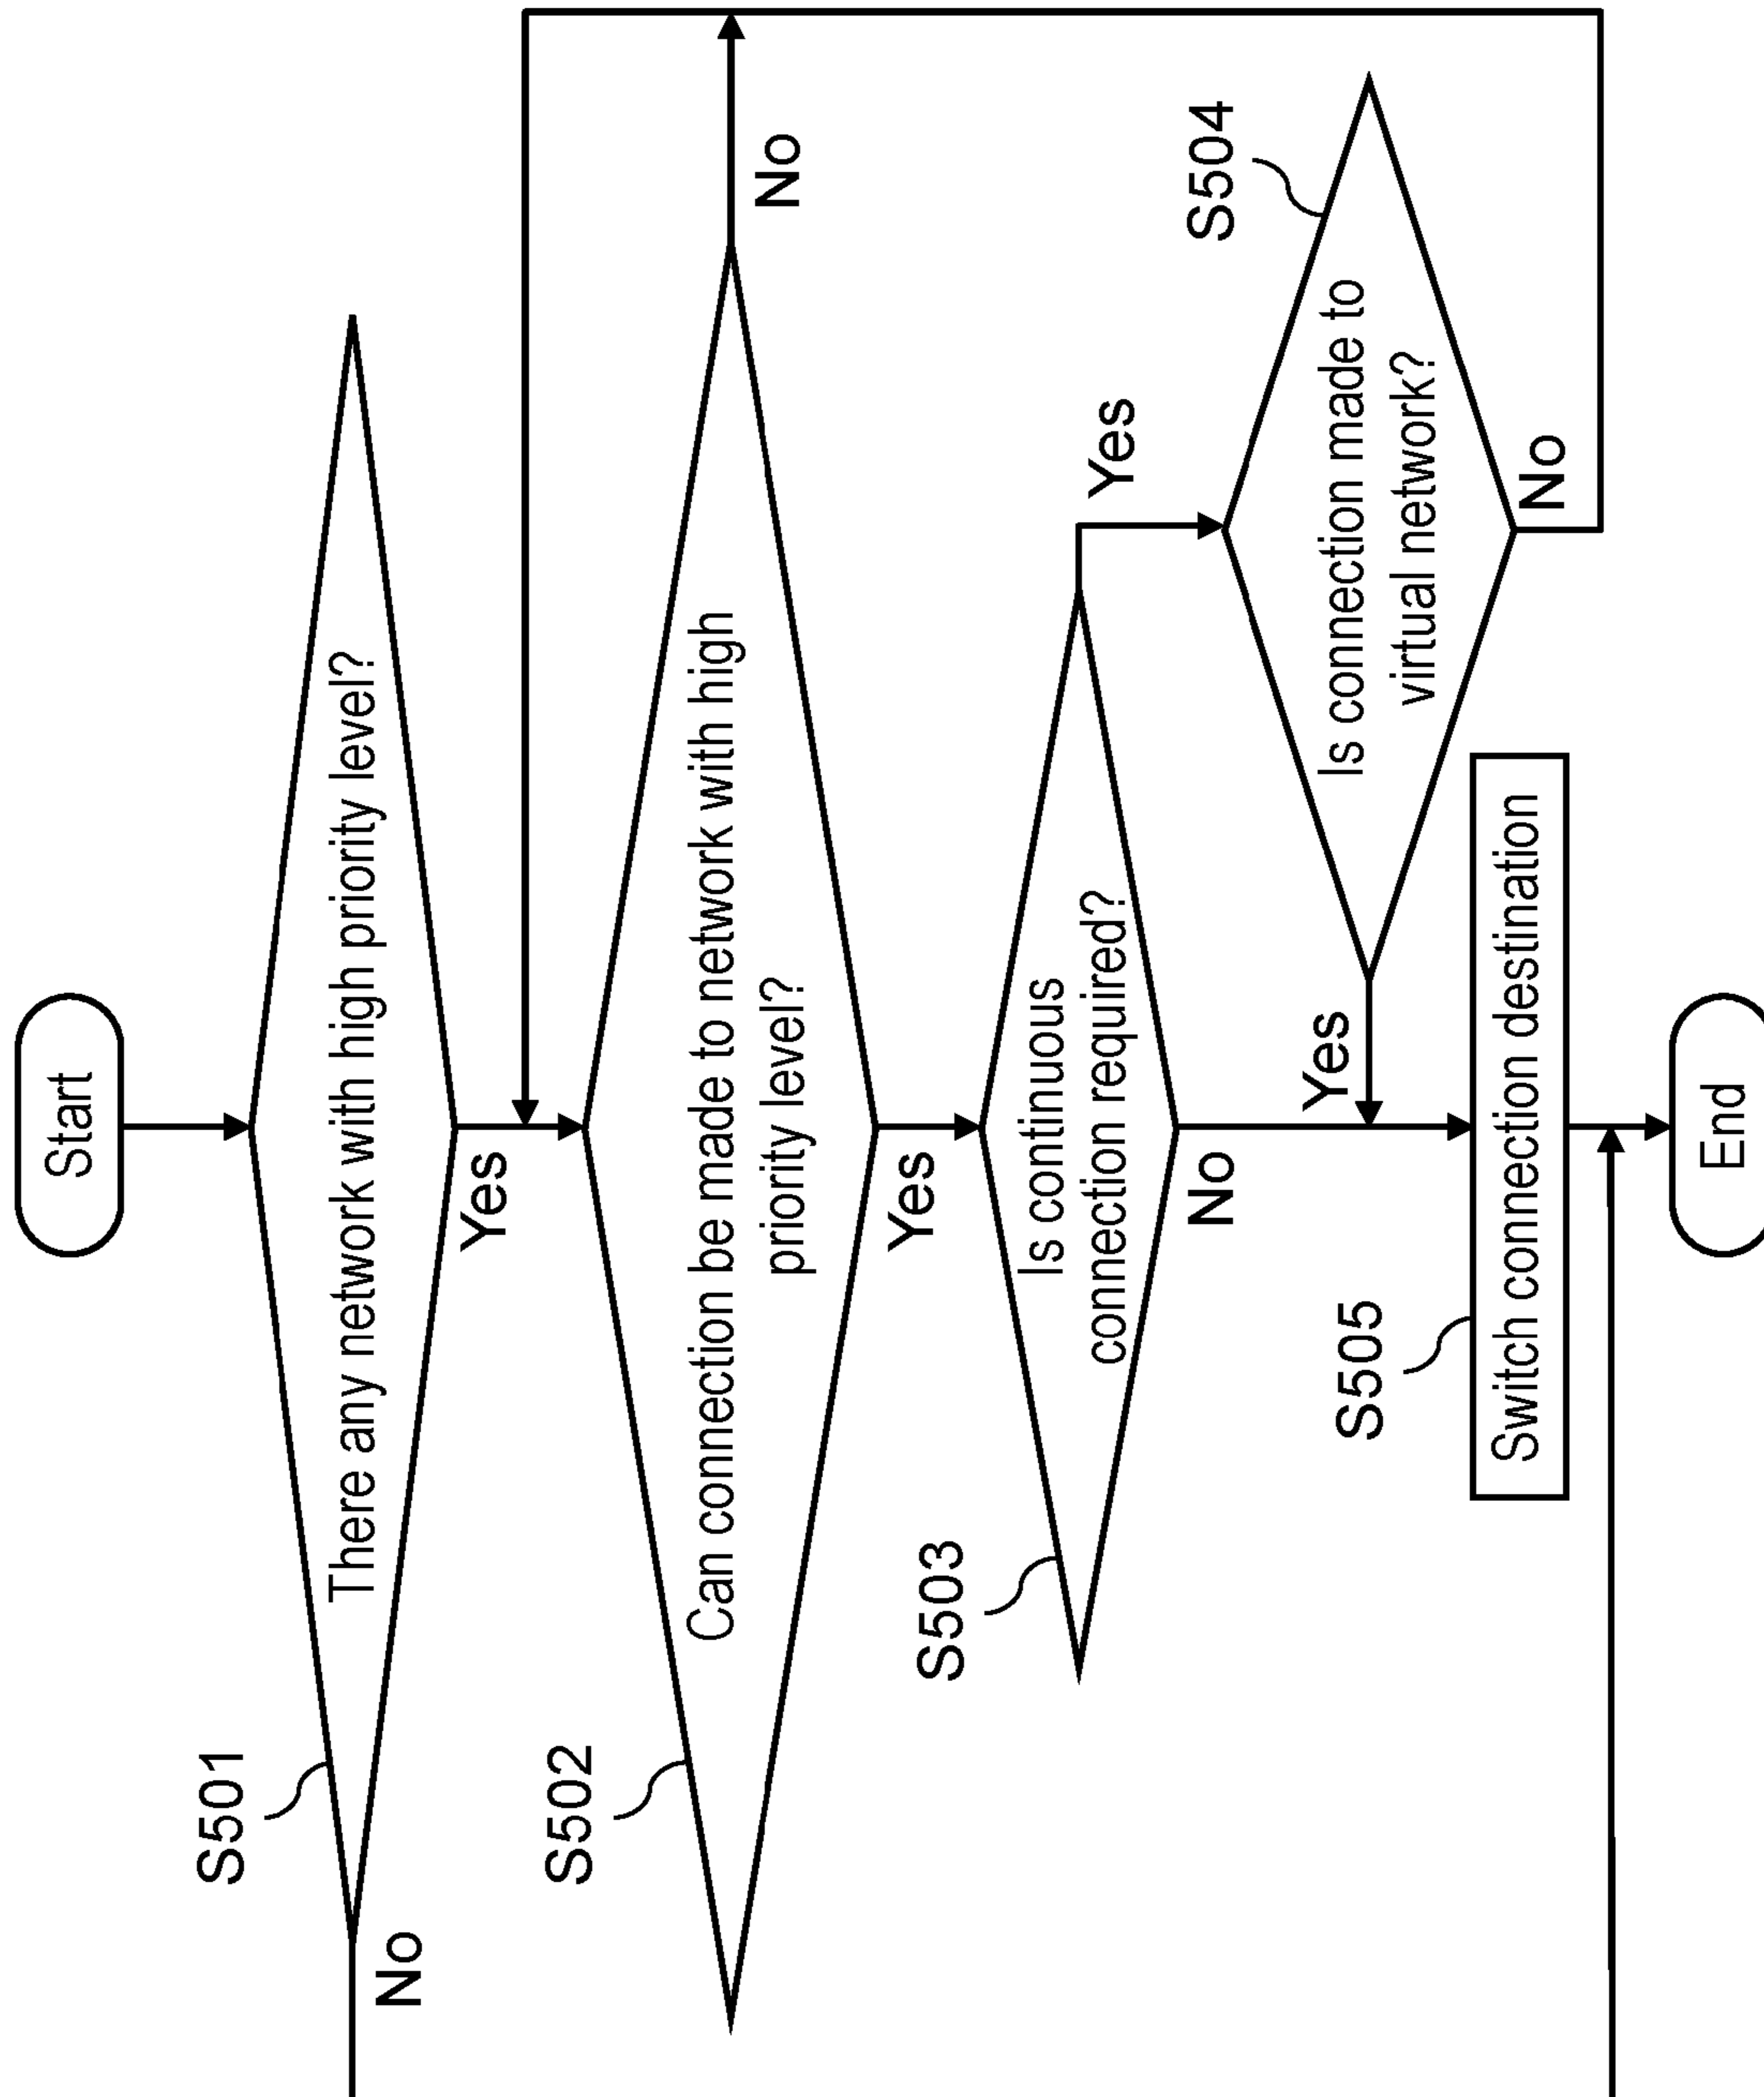 Start
S501
There any network with high priority level?
No
Yes
S502
Can connection be made to network with high
priority level?
No
Yes
S503
Is continuous
connection required?
Yes
No
S504
Is connection made to
virtual network?
Yes
No
S505
Switch connection destination
End